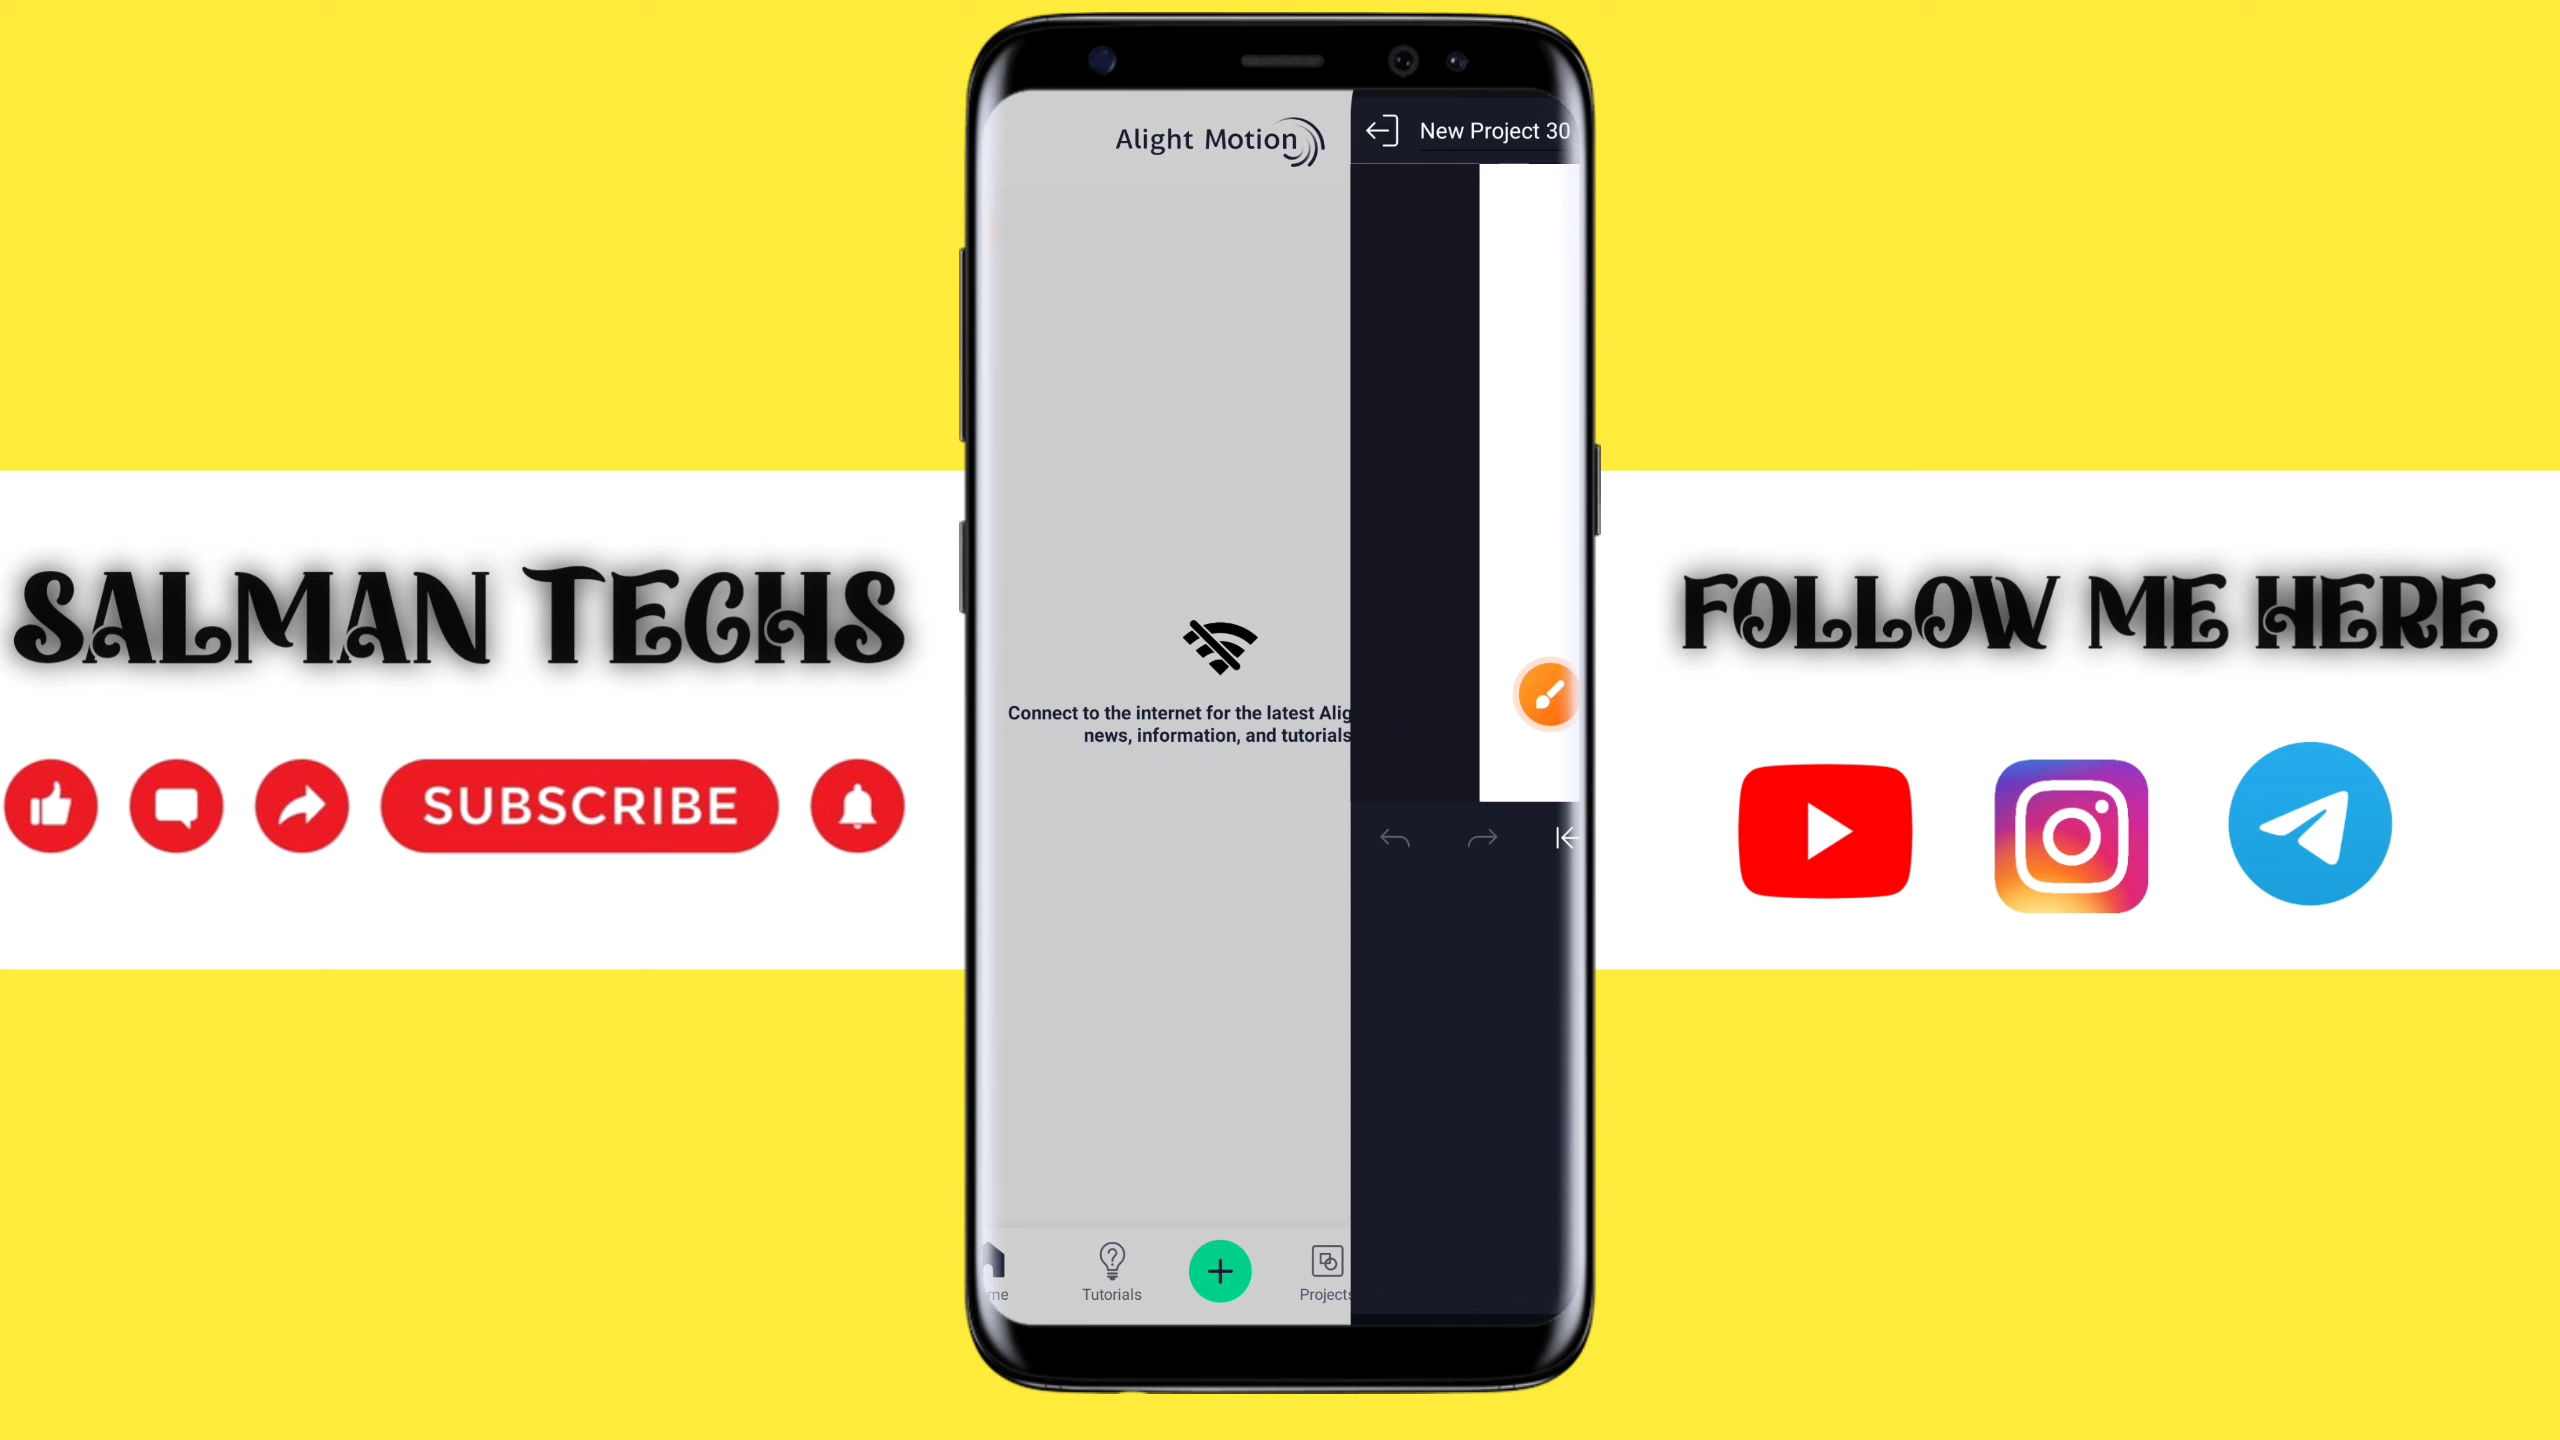 Alight Motion
New Project 30
SALMAN TECHS
FOLLOW ME HERE
SUBSCRIBE
Connect to the internet for the latest Alig
news, information, and tutorials
me
Tutorials
Projects